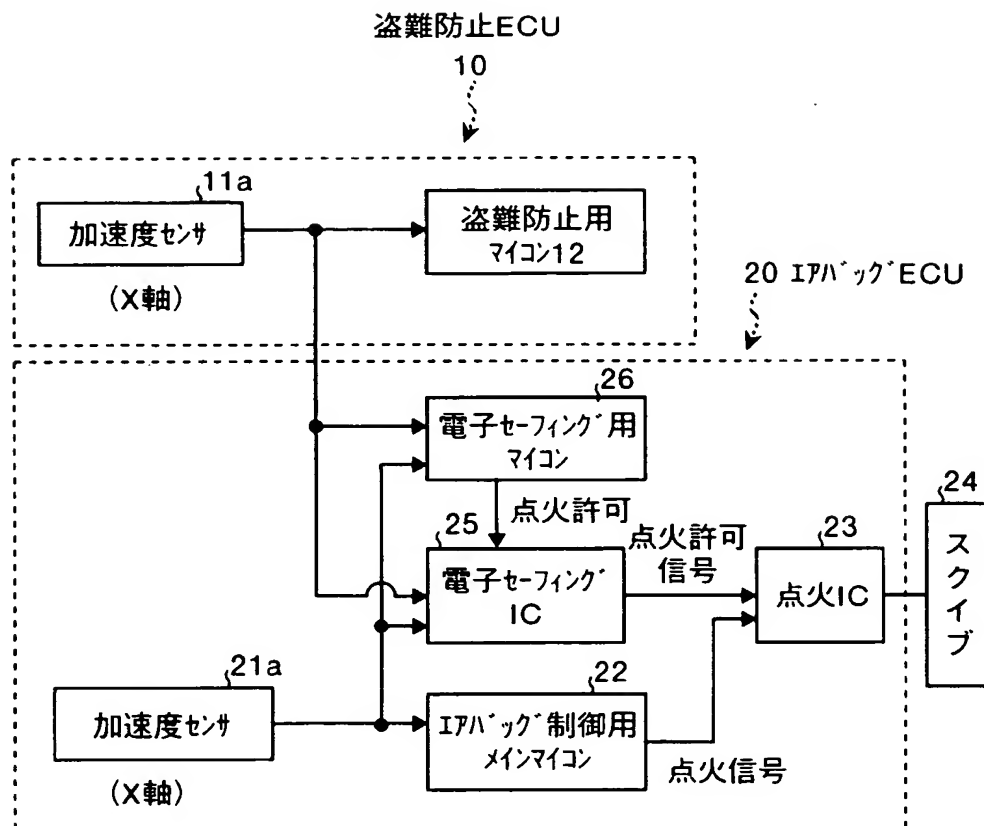 盗難防止ECU
10
11a
加速度ｾﾝｻ
(X軸)
盗難防止用
ﾏｲｺﾝ12
20 ｴｱﾊﾞｯｸﾞECU
26
電子ｾｰﾌｨﾝｸﾞ用
ﾏｲｺﾝ
点火許可
25
電子ｾｰﾌｨﾝｸﾞ
IC
点火許可
信号
23
点火IC
24
スクイブ
21a
加速度ｾﾝｻ
(X軸)
22
ｴｱﾊﾞｯｸﾞ制御用
ﾒｲﾝﾏｲｺﾝ
点火信号